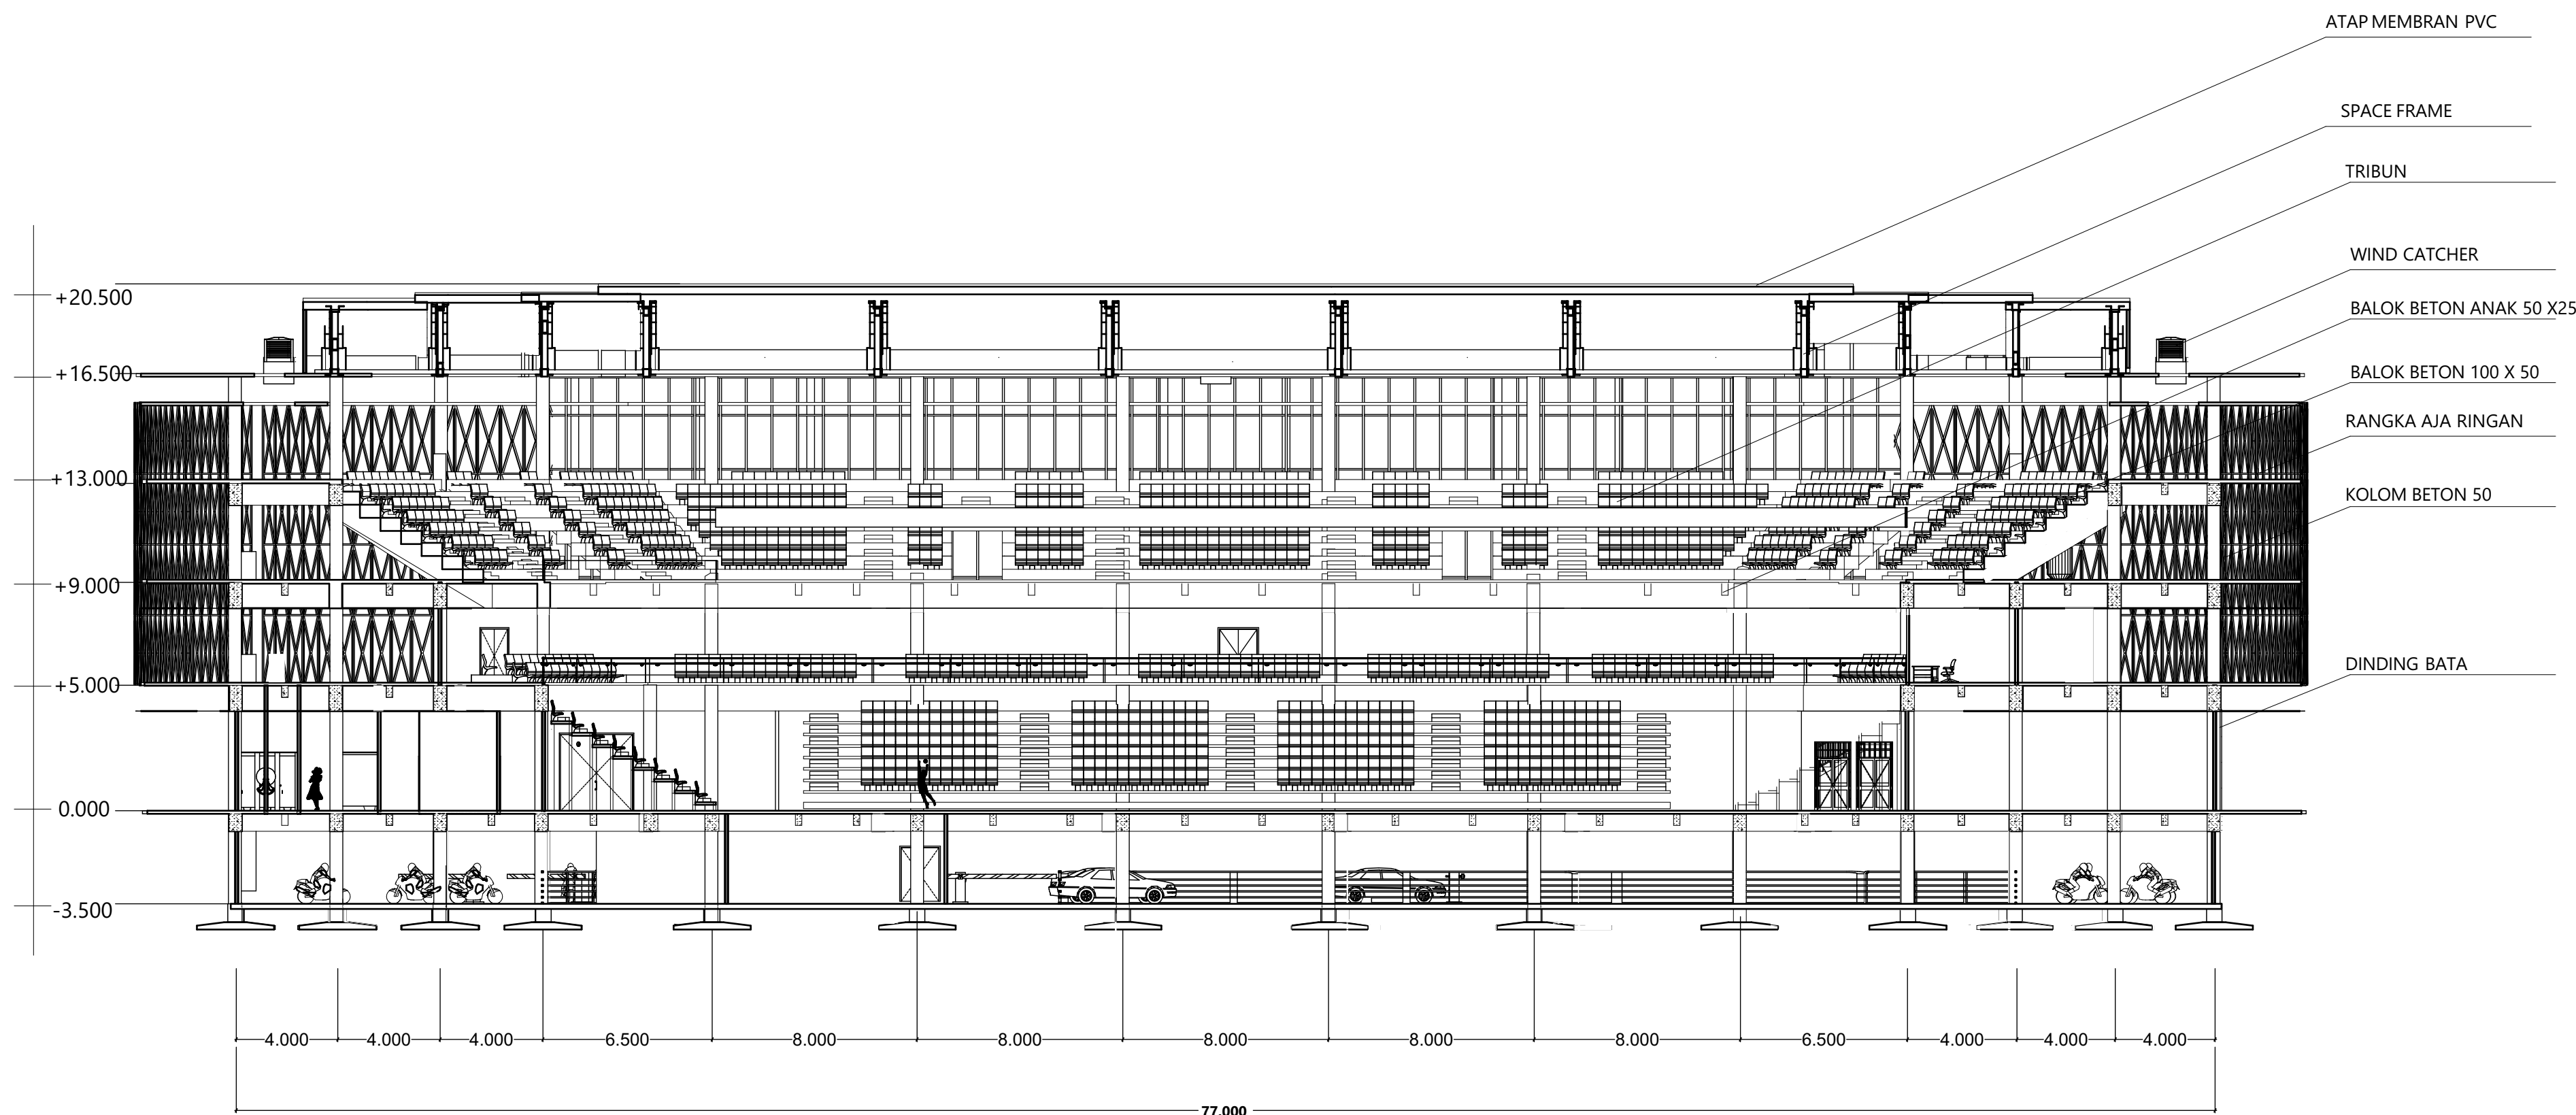 ATAP MEMBRAN PVC
SPACE FRAME
TRIBUN
WIND CATCHER
BALOK BETON ANAK 50 X25
BALOK BETON 100 X 50
RANGKA AJA RINGAN
KOLOM BETON 50
DINDING BATA
+20.500
+16.500
+13.000
+9.000
+5.000
0.000
-3.500
4.000 4.000 4.000 6.500 8.000 8.000 8.000 8.000 8.000 6.500 4.000 4.000 4.000
77.000